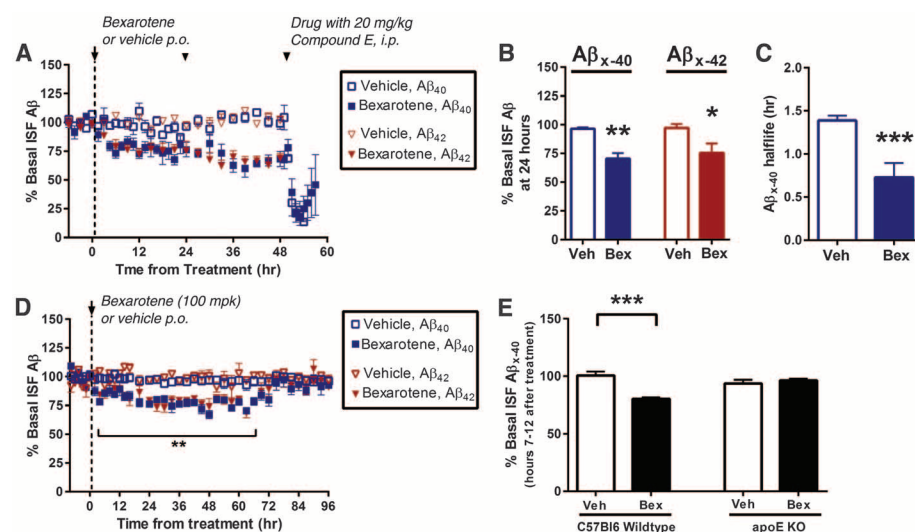 Bexarotene
or vehicle p.o.
Drug with 20 mg/kg
Compound E, i.p.
A
% Basal ISF Aβ
150
125
100
75
50
25
0
0 12 24 36 48 60
Tme from Treatment (hr)
Vehicle, Aβ40
Bexarotene, Aβ40
Vehicle, Aβ42
Bexarotene, Aβ42
B
Aβx-40 Aβx-42
% Basal ISF Aβ
at 24 hours
150
125
100
75
50
25
0
** *
Veh Bex Veh Bex
C
Aβx-40 halflife (hr)
2.0
1.5
1.0
0.5
0.0
***
Veh Bex
D
Bexarotene (100 mpk)
or vehicle p.o.
% Basal ISF Aβ
150
125
100
75
50
25
0
**
0 12 24 36 48 60 72 84 96
Time from treatment (hr)
Vehicle, Aβ40
Bexarotene, Aβ40
Vehicle, Aβ42
Bexarotene, Aβ42
E
% Basal ISF Aβx-40
(hours 7-12 after treatment)
150
100
50
0
***
Veh Bex Veh Bex
C57Bl6 Wildtype apoE KO